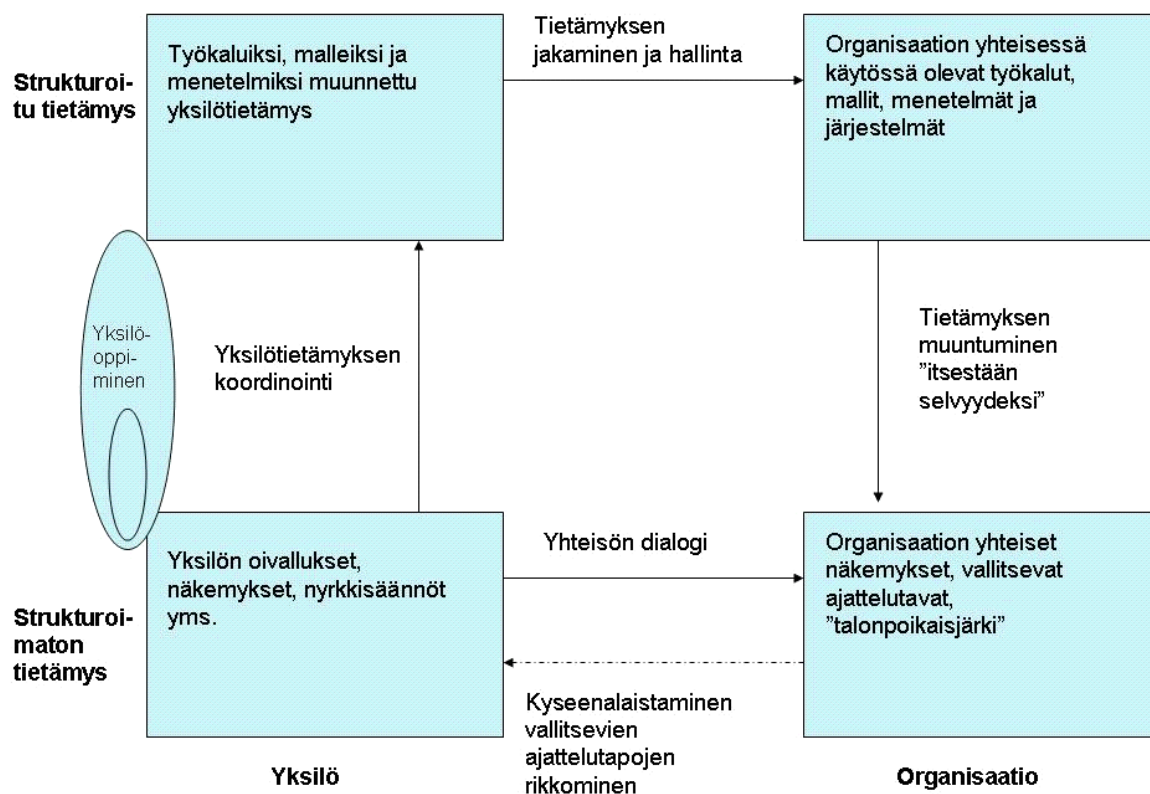 Strukturoi-
tu tietämys
Työkaluiksi, malleiksi ja
menetelmiksi muunnettu
yksilötietämys
Tietämyksen
jakaminen ja hallinta
Organisaation yhteisessä
käytössä olevat työkalut,
mallit, menetelmät ja
järjestelmät
Yksilö-
oppi-
minen
Yksilötietämyksen
koordinointi
Tietämyksen
muuntuminen
”itsestään
selvyydeksi”
Strukturoi-
maton
tietämys
Yksilön oivallukset,
näkemykset, nyrkkisäännöt
yms.
Yhteisön dialogi
Organisaation yhteiset
näkemykset, vallitsevat
ajattelutavat,
”talonpoikaisjärki”
Kyseenalaistaminen
vallitsevien
ajattelutapojen
rikkominen
Yksilö
Organisaatio